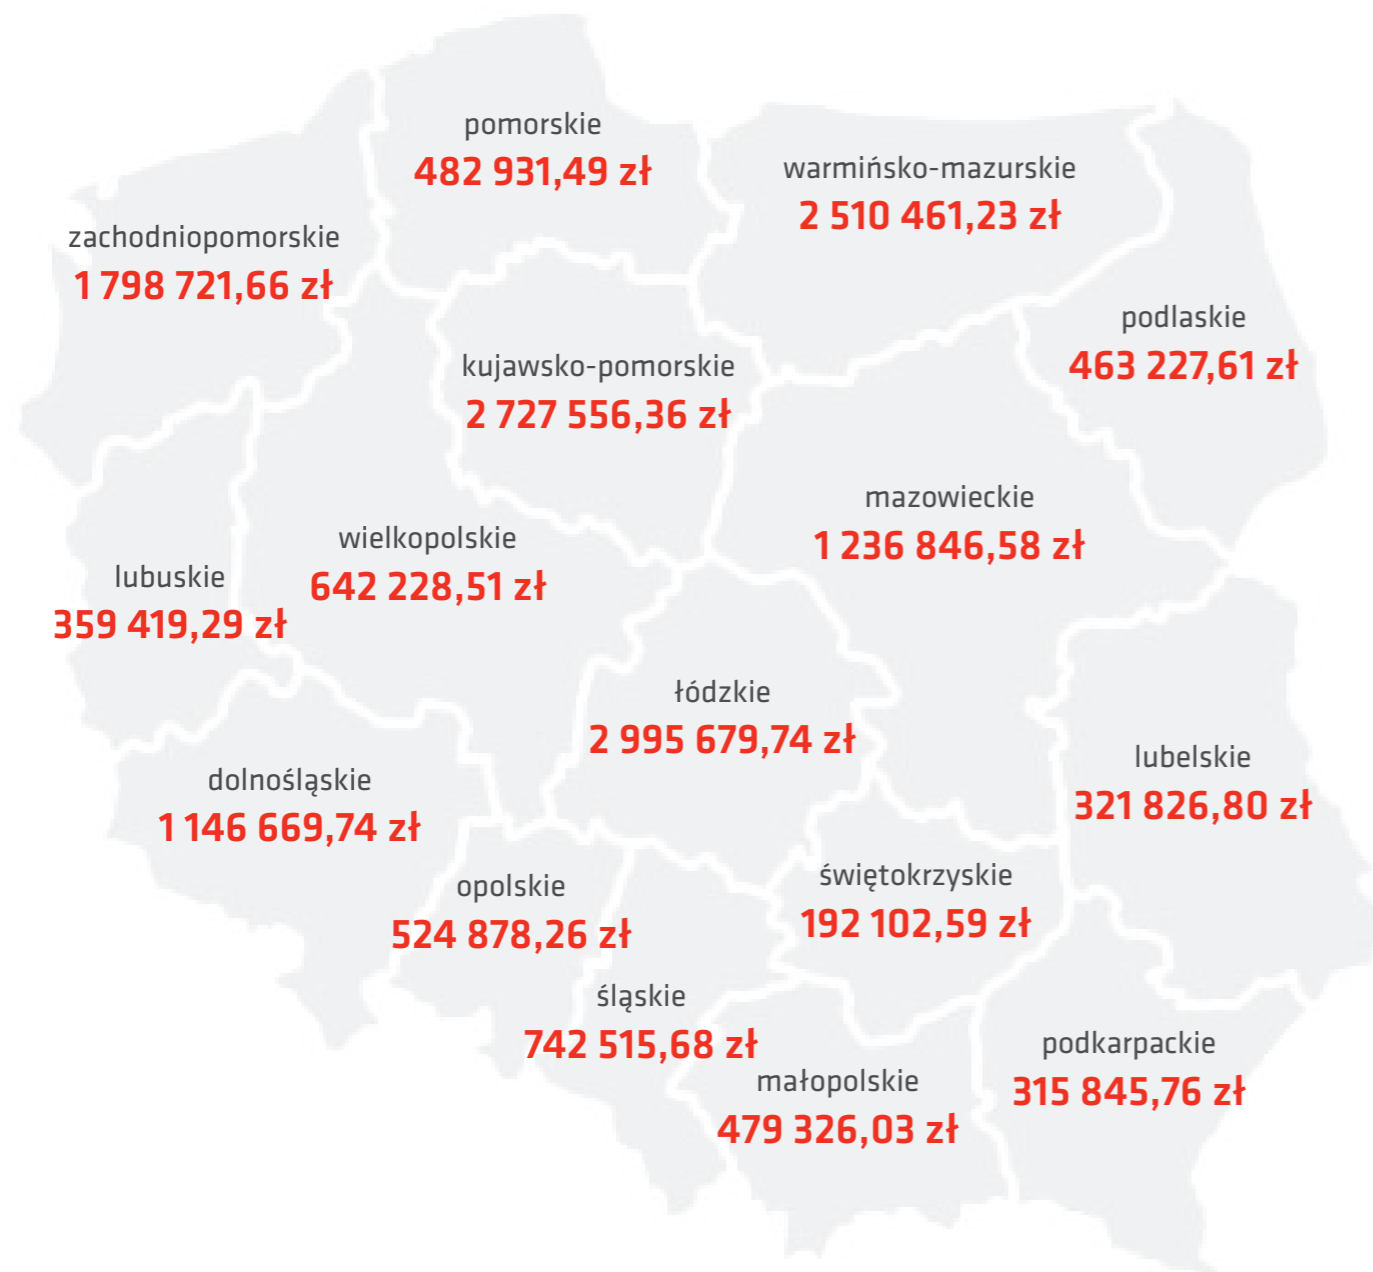 pomorskie
482 931,49 zł
warmińsko-mazurskie
2 510 461,23 zł
zachodniopomorskie
1 798 721,66 zł
podlaskie
463 227,61 zł
kujawsko-pomorskie
2 727 556,36 zł
mazowieckie
1 236 846,58 zł
wielkopolskie
642 228,51 zł
lubuskie
359 419,29 zł
łódzkie
2 995 679,74 zł
lubelskie
321 826,80 zł
dolnośląskie
1 146 669,74 zł
świętokrzyskie
192 102,59 zł
opolskie
524 878,26 zł
śląskie
742 515,68 zł
podkarpackie
315 845,76 zł
małopolskie
479 326,03 zł